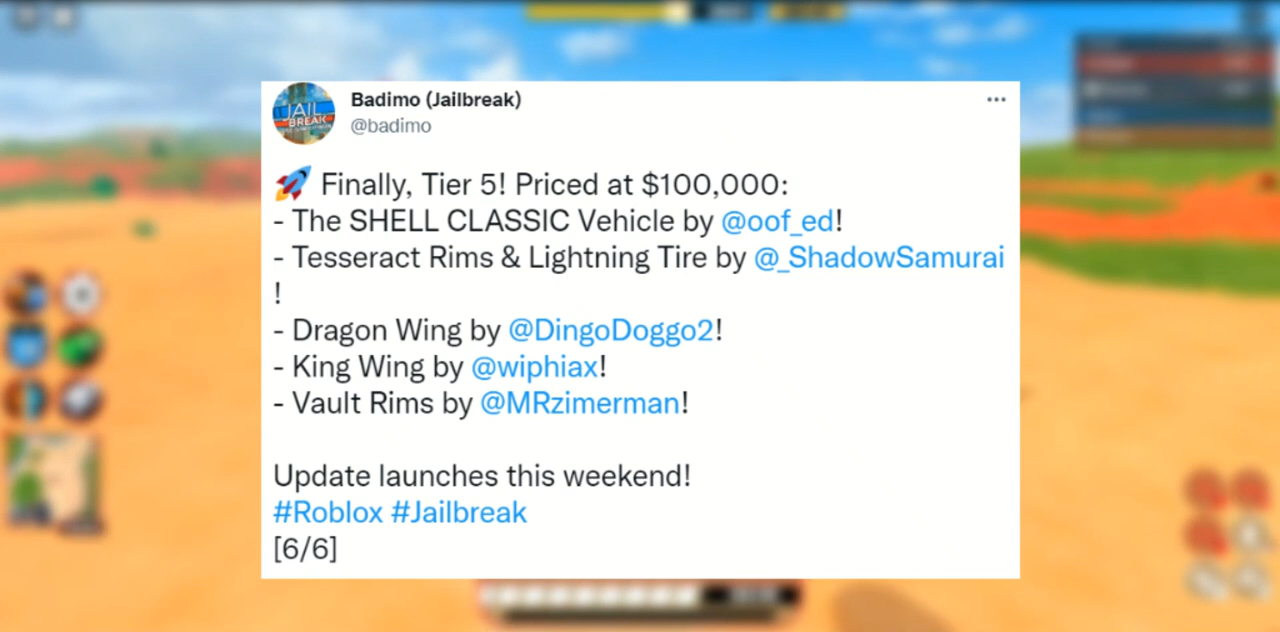 Badimo (Jailbreak)
@badimo
JAIL
BREAK
🚀 Finally, Tier 5! Priced at $100,000:
- The SHELL CLASSIC Vehicle by @oof_ed!
- Tesseract Rims & Lightning Tire by @_ShadowSamurai
!
- Dragon Wing by @DingoDoggo2!
- King Wing by @wiphiax!
- Vault Rims by @MRzimerman!
Update launches this weekend!
#Roblox #Jailbreak
[6/6]